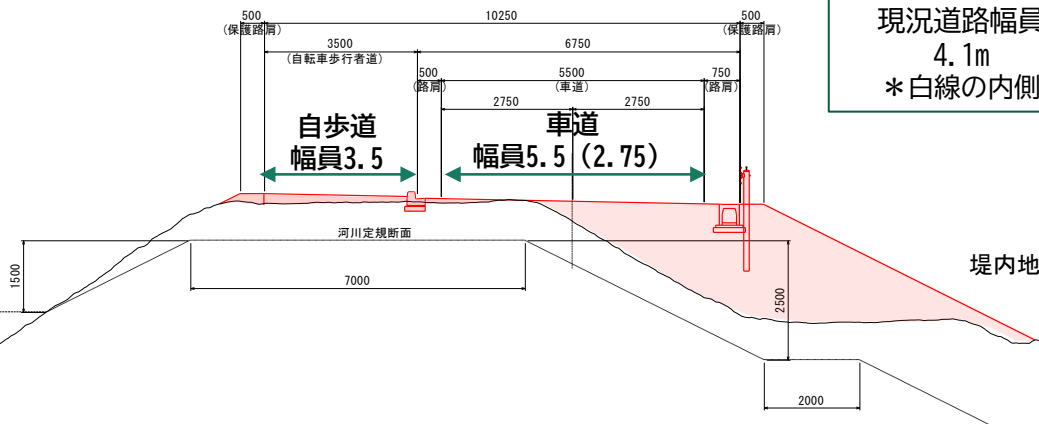 500
10250
500
(保護路肩)
(保護路肩)
3500
6750
(自転車歩行者道)
500
5500
750
(路肩)
(車道)
(路肩)
2750
2750
自歩道
幅員3.5
車道
幅員5.5（2.75）
現況道路幅員
4.1m
＊白線の内側
河川定規断面
7000
1500
2500
堤内地
2000